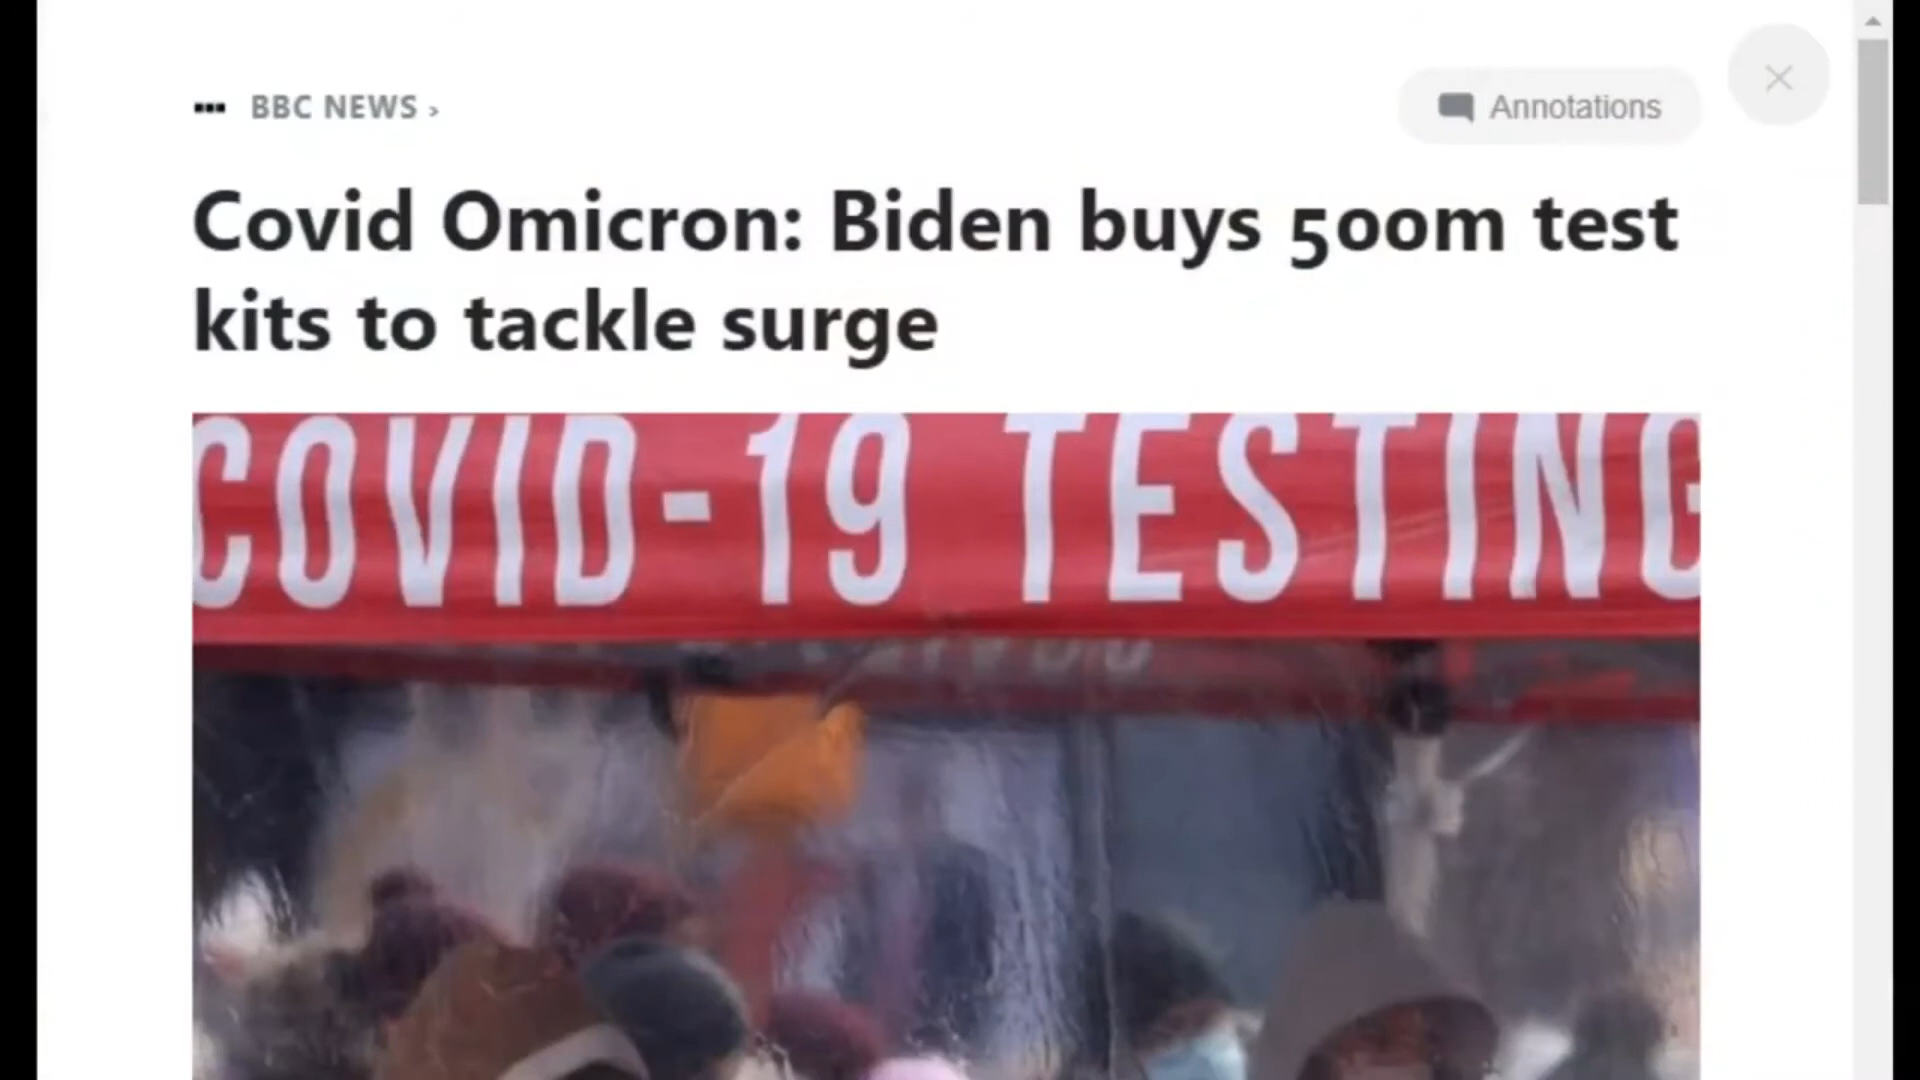 BBC NEWS >
Annotations
Covid Omicron: Biden buys 500m test
kits to tackle surge
COVID-19 TESTING